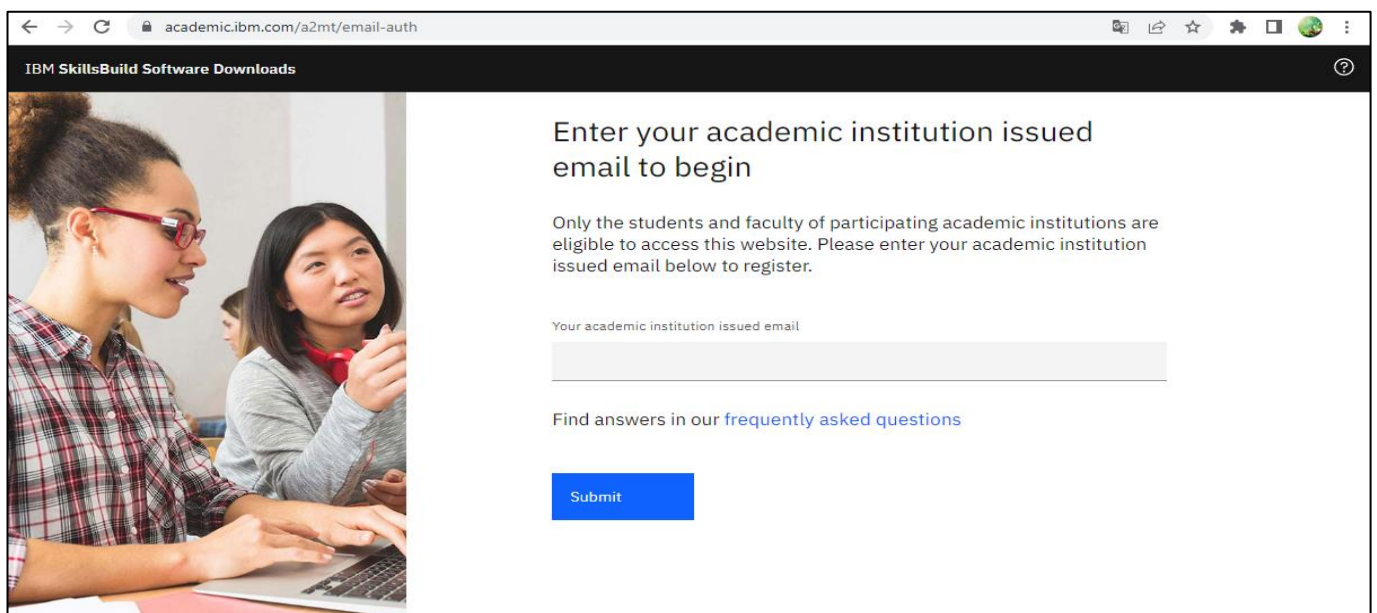 academic.ibm.com/a2mt/email-auth
IBM SkillsBuild Software Downloads
Enter your academic institution issued
email to begin
Only the students and faculty of participating academic institutions are
eligible to access this website. Please enter your academic institution
issued email below to register.
Your academic institution issued email
Find answers in our frequently asked questions
Submit